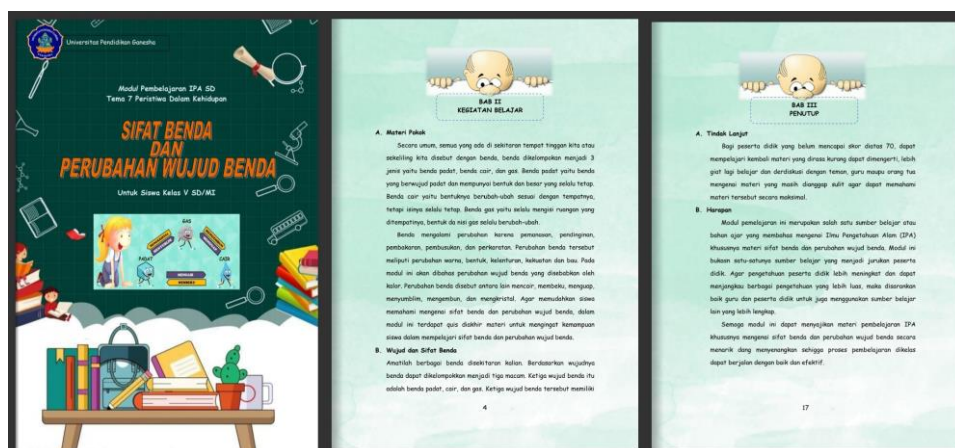 Universitas Pendidikan Ganesha
Modul Pembelajaran IPA SD
Tema 7 Peristiwa Dalam Kehidupan
SIFAT BENDA
DAN
PERUBAHAN WUJUD BENDA
Untuk Siswa Kelas V SD/MI
GAS
PADAT
CAIR
BAB II
KEGIATAN BELAJAR
A. Materi Pokok
Secara umum, semua yang ada di sekitaran tempat tinggan kita atau
sekeliling kita disebut dengan benda, benda dikelompokan menjadi 3
jenis yaitu benda padat, benda cair, dan gas. Benda padat yaitu benda
yang berwujud padat dan mempunyai bentuk dan besar yang selalu tetap.
Benda cair yaitu bentuknya berubah-ubah sesuai dengan tempatnya,
tetapi isinya selalu tetap. Benda gas yaitu selalu mengisi ruangan yang
ditempatinya, bentuk da nisi gas selalu berubah-ubah.
Benda mengalami perubahan karena pemanasan, pendinginan,
pembakaran, pembusukan, dan perkaratan. Perubahan benda tersebut
meliputi perubahan warna, bentuk, kelenturan, kekuatan dan bau. Pada
modul ini akan dibahas perubahan wujud benda yang disebabkan oleh
kalor. Perubahan benda disebut antara lain mencair, membeku, menguap,
menyumblim, mengembun, dan mengkristal. Agar memudahkan siswa
memahami mengenai sifat benda dan perubahan wujud benda, dalam
modul ini terdapat quis diakhir materi untuk mengingat kemampuan
siswa dalam mempelajari sifat benda dan perubahan wujud benda.
B. Wujud dan Sifat Benda
Amatilah berbagai benda disekitaran kalian. Berdasarkan wujudnya
benda dapat dikelompokkan menjadi tiga macam. Ketiga wujud benda itu
adalah benda padat, cair, dan gas. Ketiga wujud benda tersebut memiliki
4
BAB III
PENUTUP
A. Tindak Lanjut
Bagi peserta didik yang belum mencapai skor diatas 70, dapat
mempelajari kembali materi yang dirasa kurang dapat dimengerti, lebih
giat lagi belajar dan berdiskusi dengan teman, guru maupun orang tua
mengenai materi yang masih dianggap sulit agar dapat memahami
materi tersebut secara maksimal.
B. Harapan
Modul pemelajaran ini merupakan salah satu sumber belajar atau
bahan ajar yang membahas mengenai Ilmu Pengetahuan Alam (IPA)
khususnya materi sifat benda dan perubahan wujud benda. Modul ini
bukaan satu-satunya sumber belajar yang menjadi jurukan peserta
didik. Agar pengetahuan peserta didik lebih meningket dan dapat
menjangkau berbagai pengetahuan yang lebih luas, maka disarankan
baik guru dan peserta didik untuk juga menggunakan sumber belajar
lain yang lebih lengkap.
Semoga modul ini dapat menyajikan materi pembelajaran IPA
khususnya mengenai sifat benda dan perubahan wujud benda secara
menarik dang menyenangkan sehigga proses pembelajaran dikelas
dapat berjalan dengan baik dan efektif.
17